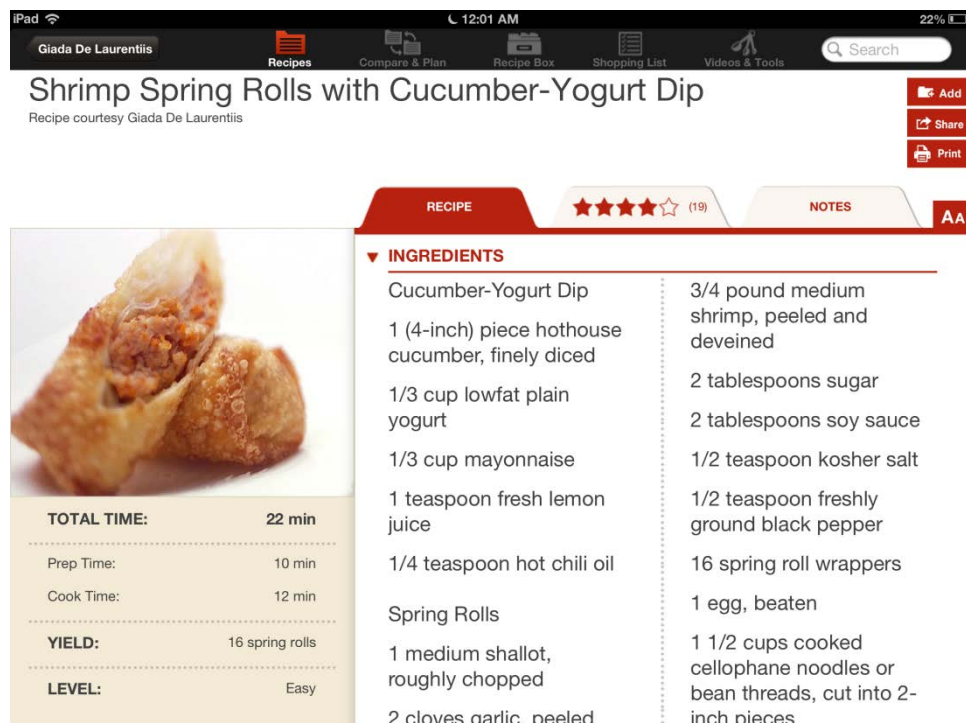 iPad 12:01 AM 22%
Giada De Laurentiis
Recipes
Compare & Plan
Recipe Box
Shopping List
Videos & Tools
Search
Shrimp Spring Rolls with Cucumber-Yogurt Dip
Recipe courtesy Giada De Laurentiis
Add
Share
Print
RECIPE
(19)
NOTES
AA
TOTAL TIME: 22 min
Prep Time: 10 min
Cook Time: 12 min
YIELD: 16 spring rolls
LEVEL: Easy
INGREDIENTS
Cucumber-Yogurt Dip
1 (4-inch) piece hothouse
cucumber, finely diced
1/3 cup lowfat plain
yogurt
1/3 cup mayonnaise
1 teaspoon fresh lemon
juice
1/4 teaspoon hot chili oil
Spring Rolls
1 medium shallot,
roughly chopped
2 cloves garlic, peeled
3/4 pound medium
shrimp, peeled and
deveined
2 tablespoons sugar
2 tablespoons soy sauce
1/2 teaspoon kosher salt
1/2 teaspoon freshly
ground black pepper
16 spring roll wrappers
1 egg, beaten
1 1/2 cups cooked
cellophane noodles or
bean threads, cut into 2-
inch pieces